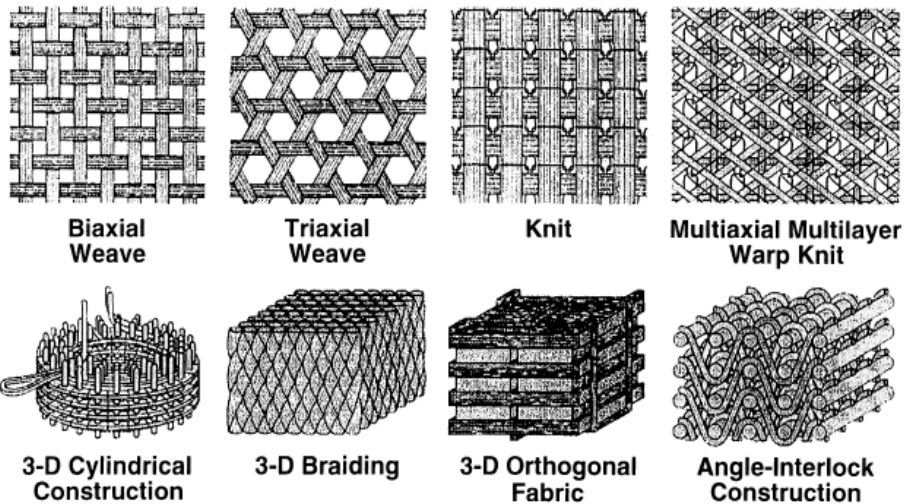 Biaxial
Weave
Triaxial
Weave
Knit
Multiaxial Multilayer
Warp Knit
3-D Cylindrical
Construction
3-D Braiding
3-D Orthogonal
Fabric
Angle-Interlock
Construction